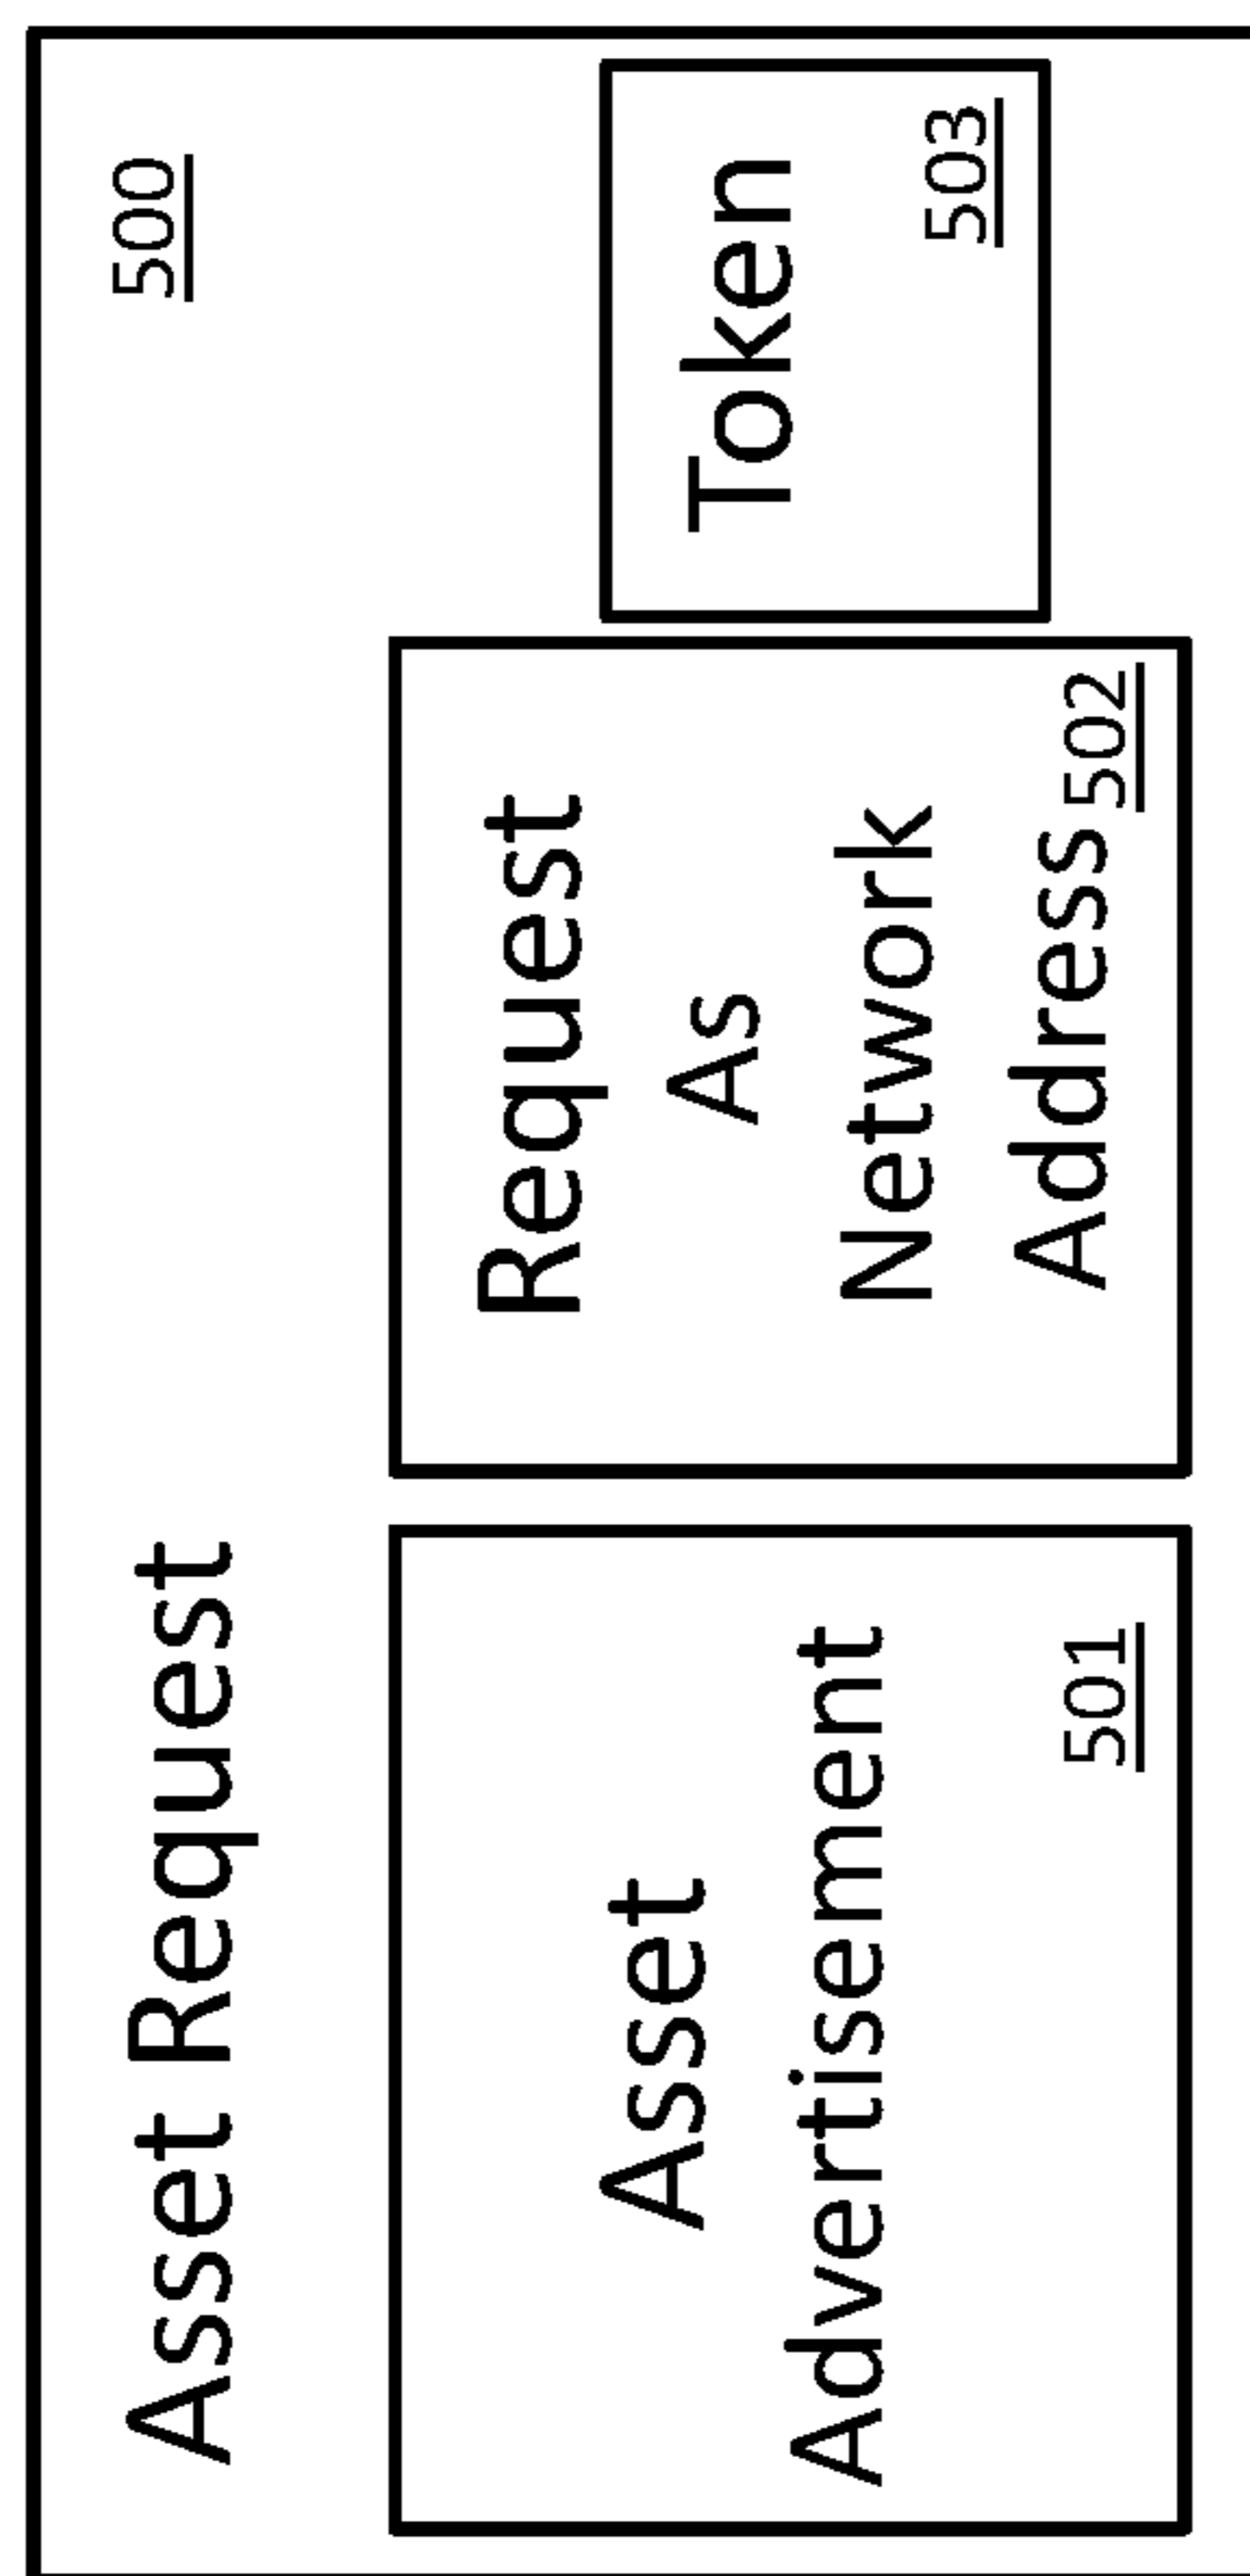 Asset Request
500
Asset
Advertisement
501
Request
As
Network
Address
502
Token
503